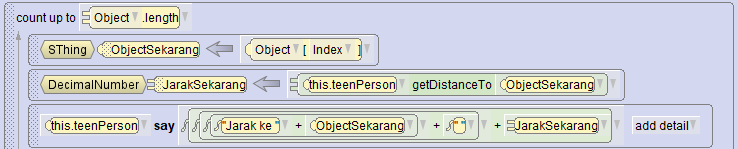 count up to Object .length
SThing ObjectSekarang Object [ Index ]
DecimalNumber JarakSekarang this.teenPerson getDistanceTo ObjectSekarang
this.teenPerson say "Jarak ke " + ObjectSekarang + " " + JarakSekarang add detail